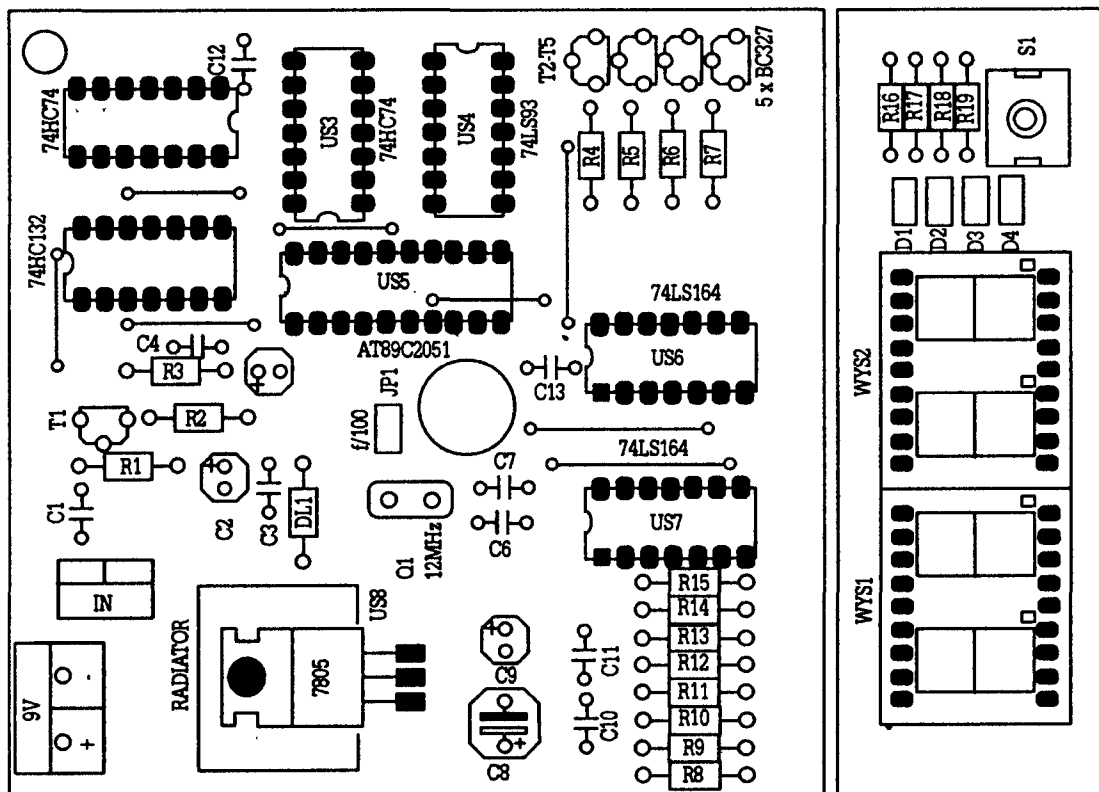 C12
74HC74
US3
74HC74
US4
74LS93
T2-T5
5 x BC327
R4
R5
R6
R7
74HC132
US5
AT89C2051
74LS164
US6
C13
C4
R3
+
T1
R2
R1
JP1
f/100
74LS164
US7
C7
C6
C1
+
C2
C3
DL1
Q1
12MHz
IN
RADIATOR
US8
7805
9V
-
+
+
C9
+
C8
C11
C10
R15
R14
R13
R12
R11
R10
R9
R8
R16
R17
R18
R19
S1
D1
D2
D3
D4
WYS2
WYS1